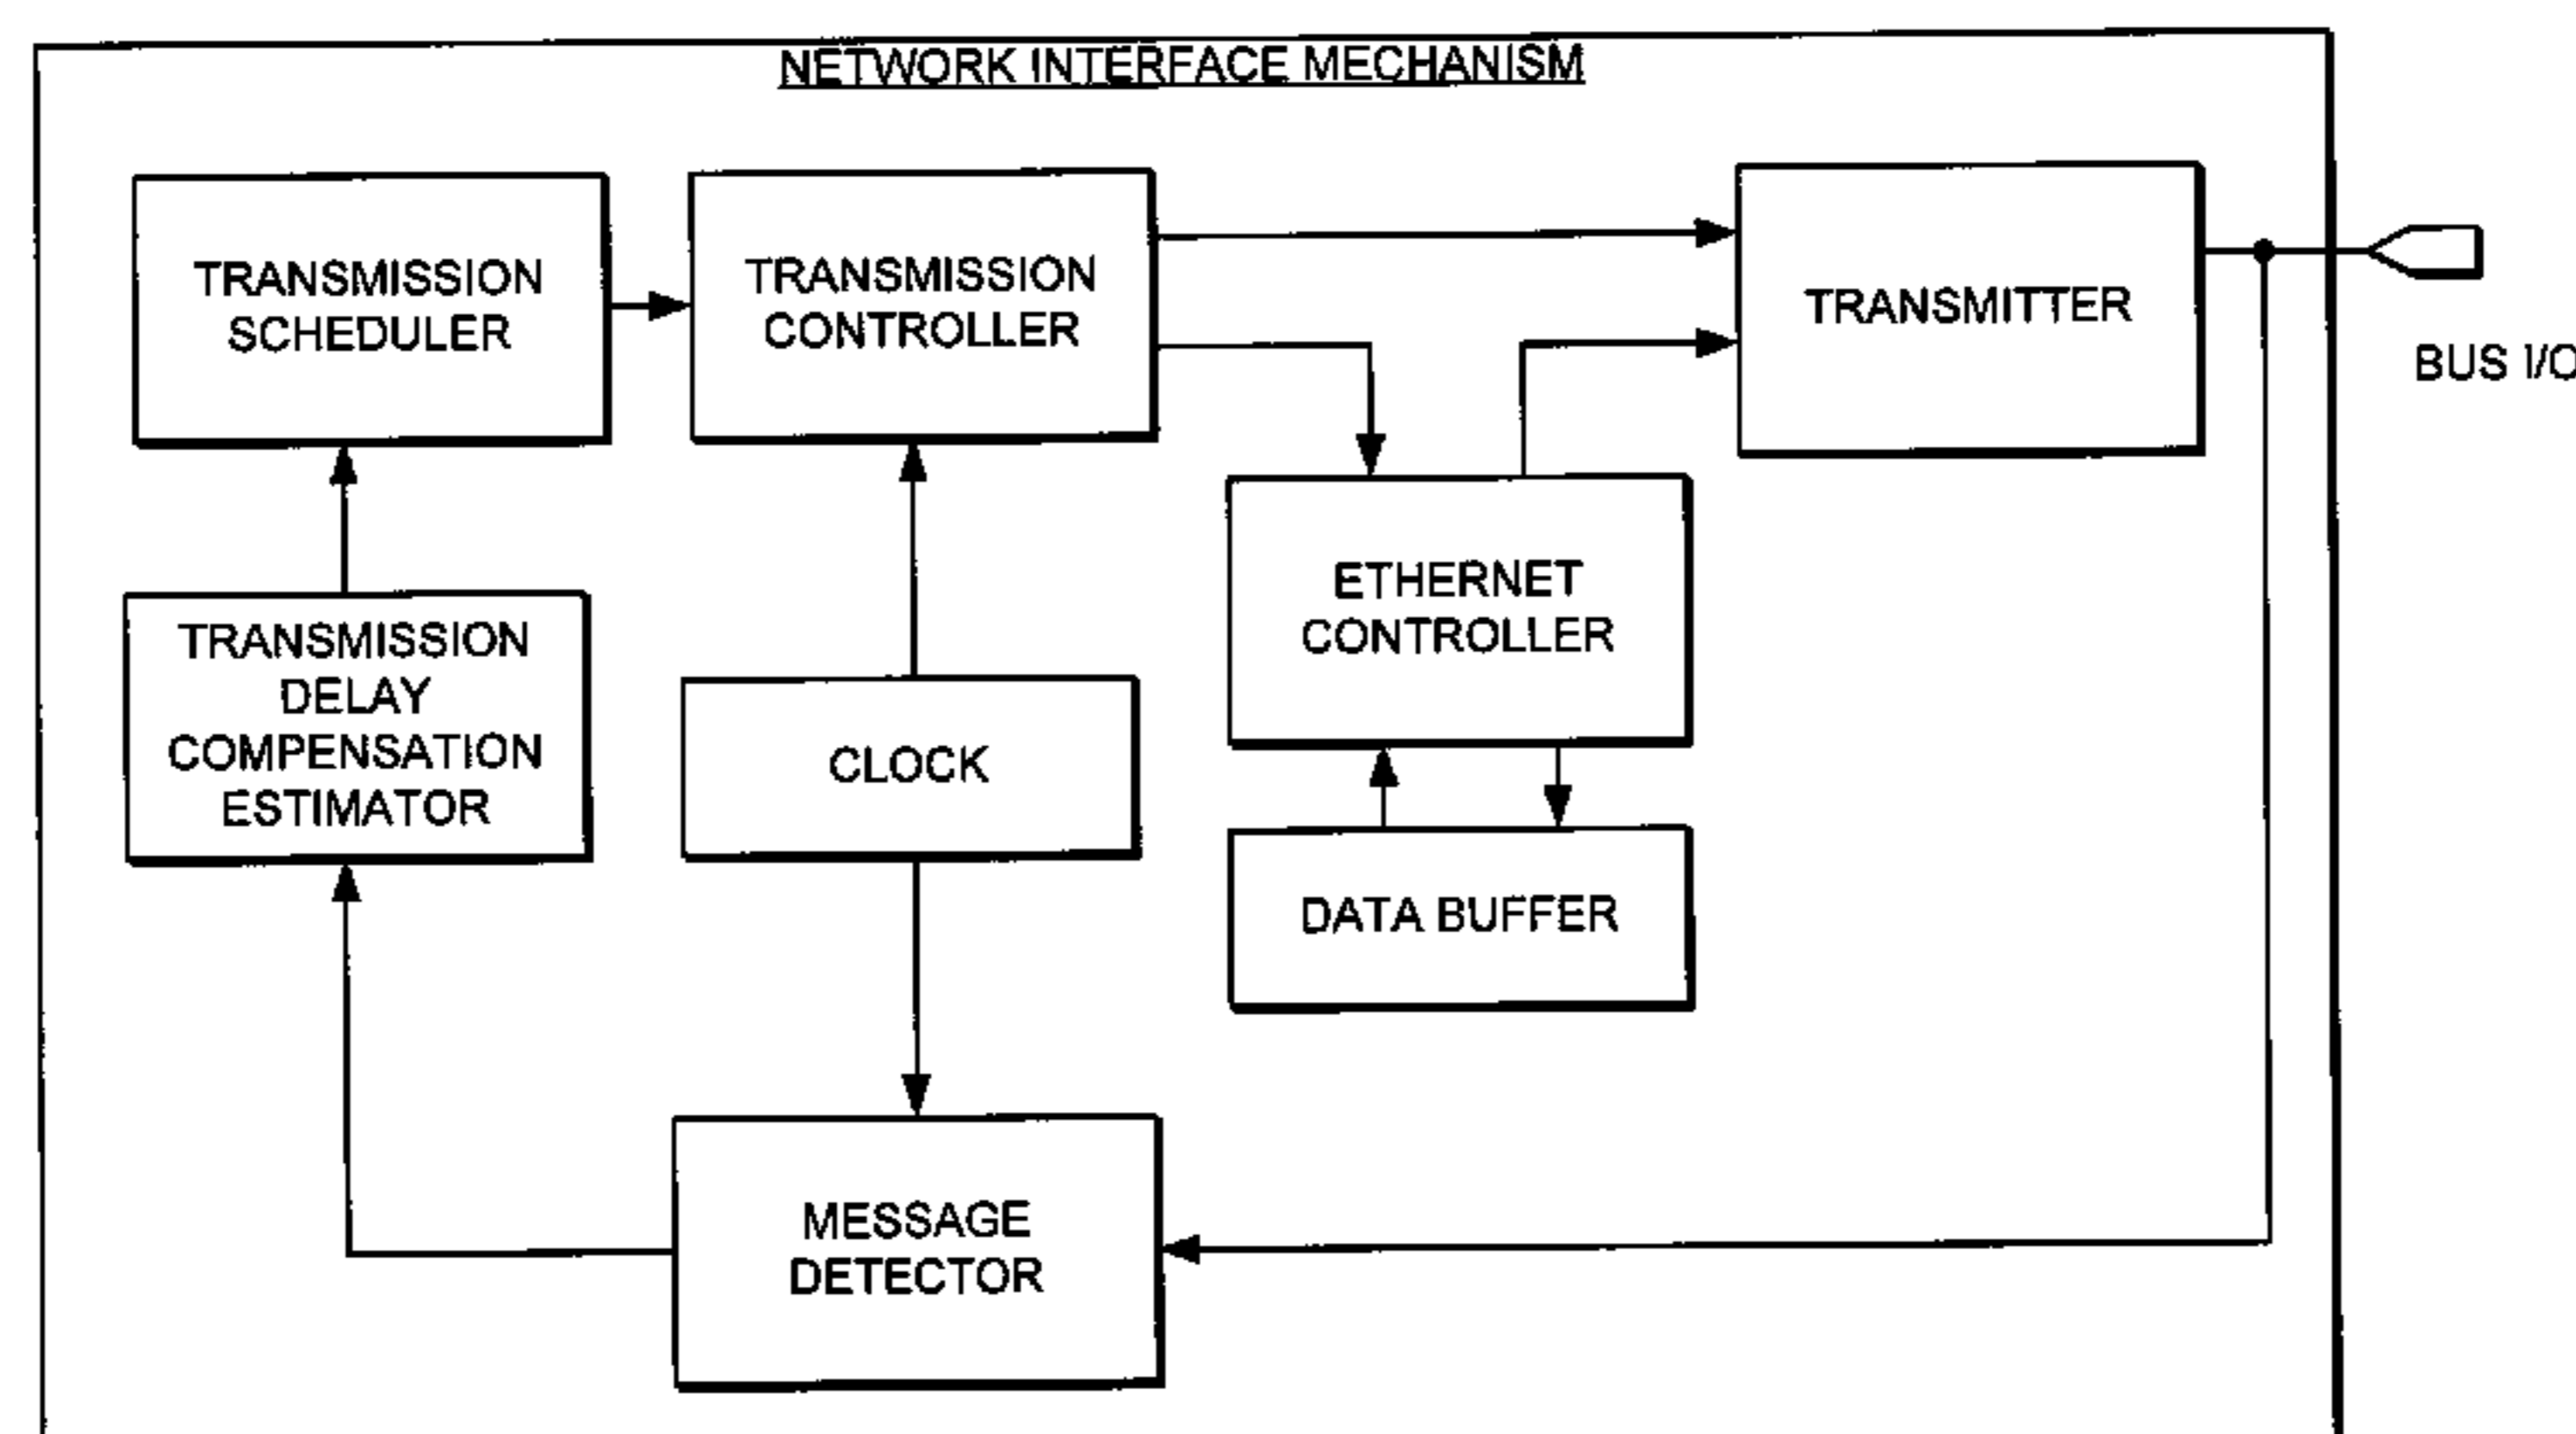 NETWORK INTERFACE MECHANISM
TRANSMISSION
SCHEDULER
TRANSMISSION
CONTROLLER
TRANSMITTER
BUS I/O
TRANSMISSION
DELAY
COMPENSATION
ESTIMATOR
CLOCK
ETHERNET
CONTROLLER
DATA BUFFER
MESSAGE
DETECTOR